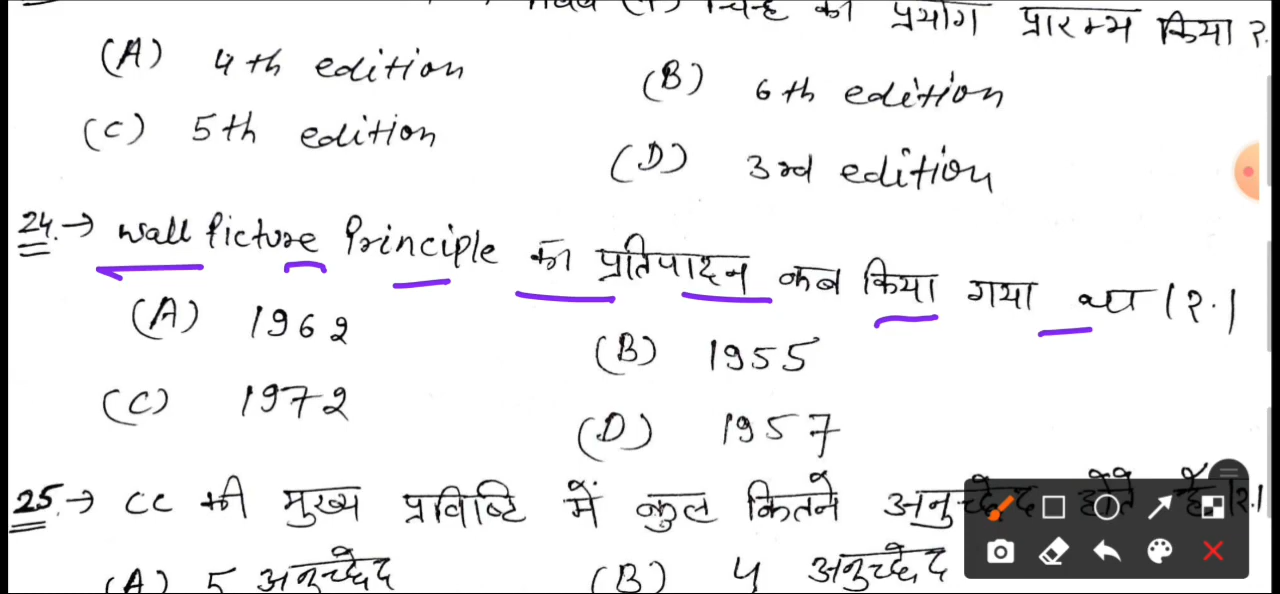 चिन्ह का प्रयोग प्रारम्भ किया ?.
(A) 4th edition
(B) 6th edition
(C) 5th edition
(D) 3rd edition
24.→ Wall Picture Principle का प्रतिपादन कब किया गया था ।?.।
(A) 1962
(B) 1955
(C) 1972
(D) 1957
25.→ CC की मुख्य प्रविष्टि में कुल कितने अनुच्छेद होते हैं ।?.।
(A) 5 अनुच्छेद
(B) 4 अनुच्छेद